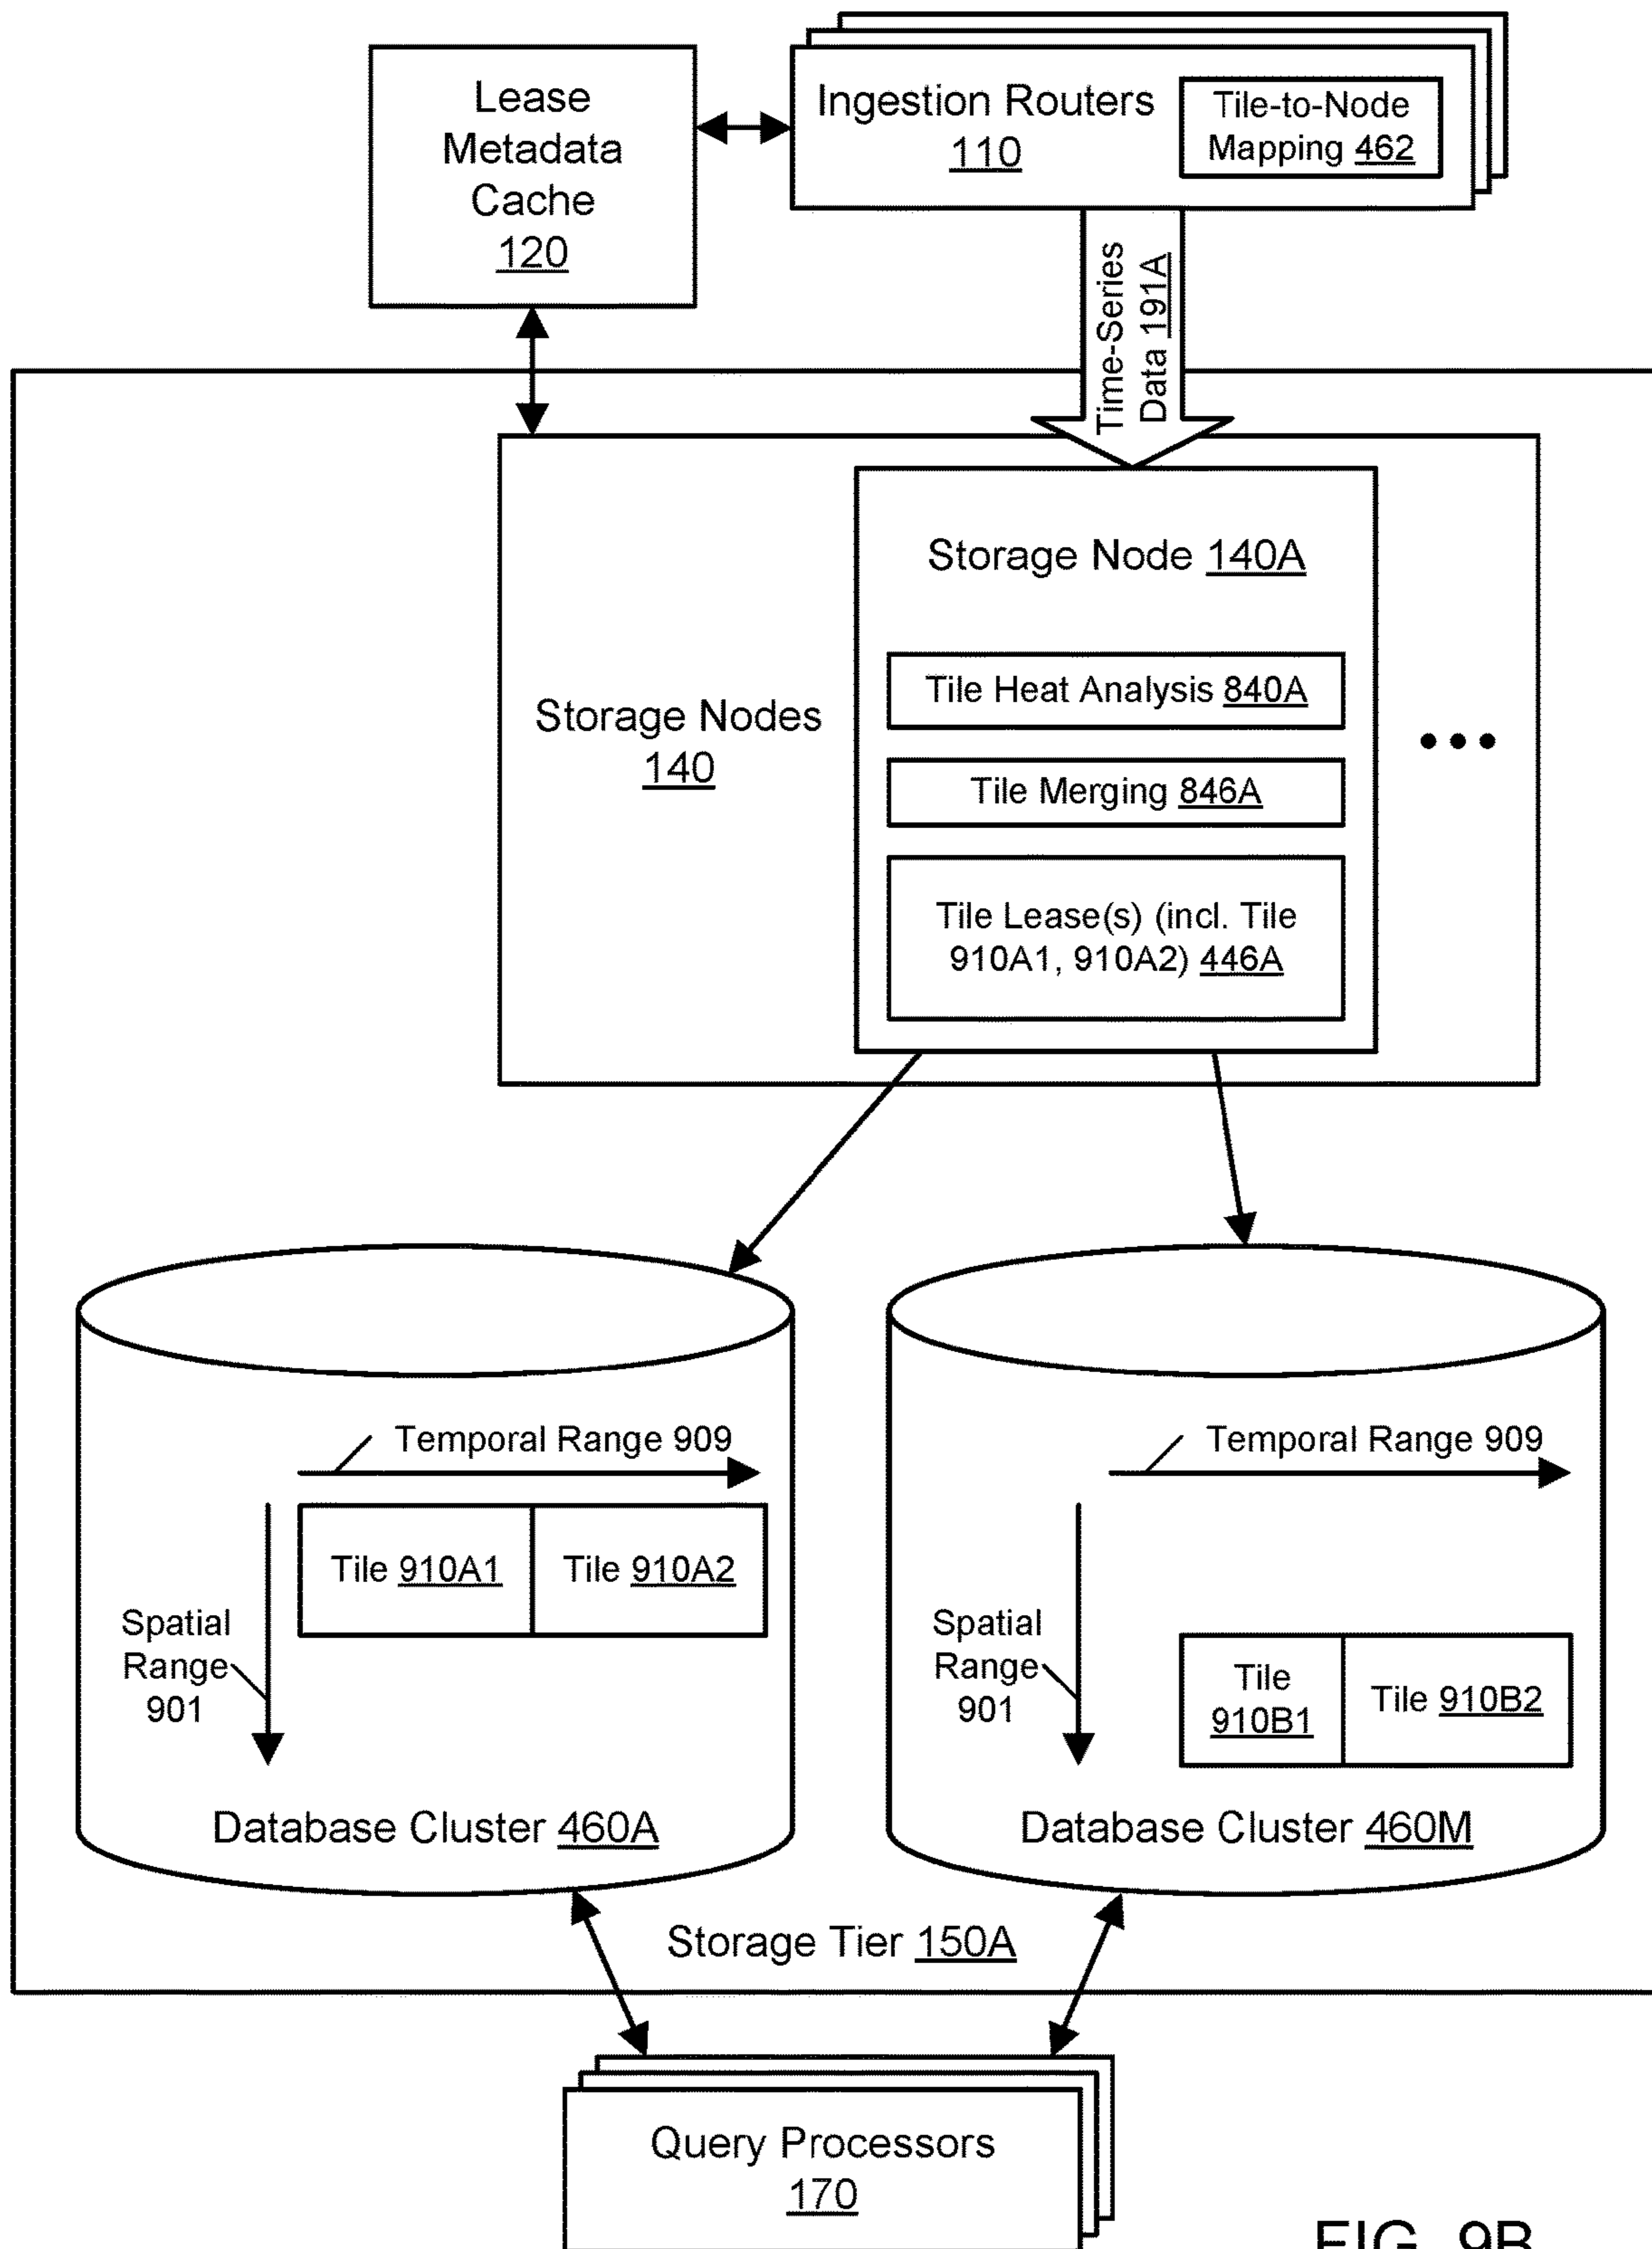 Lease
Metadata
Cache
120
Ingestion Routers
110
Tile-to-Node
Mapping 462
Time-Series
Data 191A
Storage Node 140A
Tile Heat Analysis 840A
Storage Nodes
140
Tile Merging 846A
Tile Lease(s) (incl. Tile
910A1, 910A2) 446A
Temporal Range 909
Tile 910A1
Tile 910A2
Spatial
Range
901
Database Cluster 460A
Temporal Range 909
Spatial
Range
901
Tile
910B1
Tile 910B2
Database Cluster 460M
Storage Tier 150A
Query Processors
170
FIG. 9B